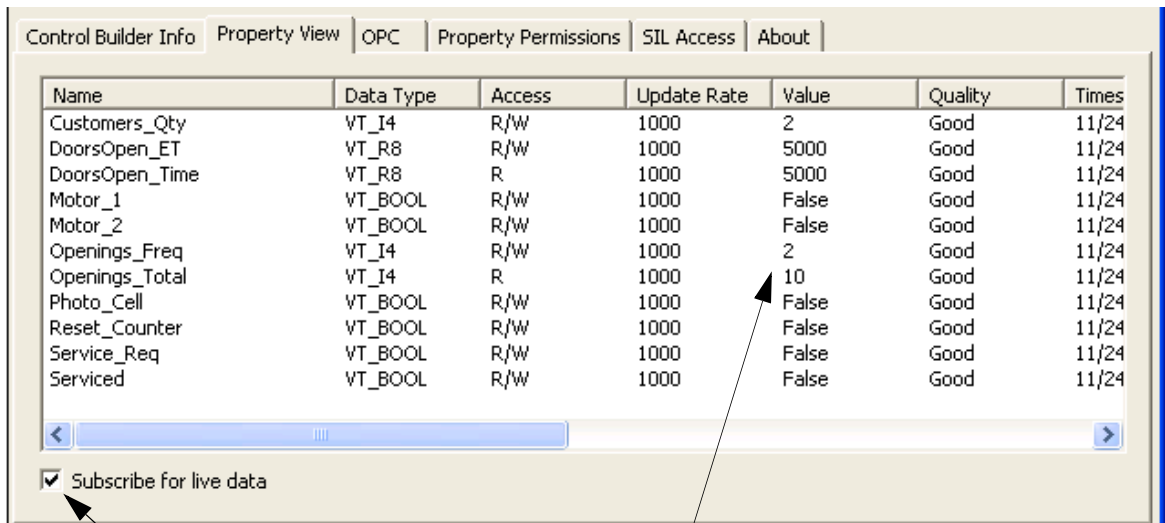 Control Builder Info Property View OPC Property Permissions SIL Access About
Name Data Type Access Update Rate Value Quality Times
Customers_Qty VT_I4 R/W 1000 2 Good 11/24
DoorsOpen_ET VT_R8 R/W 1000 5000 Good 11/24
DoorsOpen_Time VT_R8 R 1000 5000 Good 11/24
Motor_1 VT_BOOL R/W 1000 False Good 11/24
Motor_2 VT_BOOL R/W 1000 False Good 11/24
Openings_Freq VT_I4 R/W 1000 2 Good 11/24
Openings_Total VT_I4 R 1000 10 Good 11/24
Photo_Cell VT_BOOL R/W 1000 False Good 11/24
Reset_Counter VT_BOOL R/W 1000 False Good 11/24
Service_Req VT_BOOL R/W 1000 False Good 11/24
Serviced VT_BOOL R/W 1000 False Good 11/24
Subscribe for live data